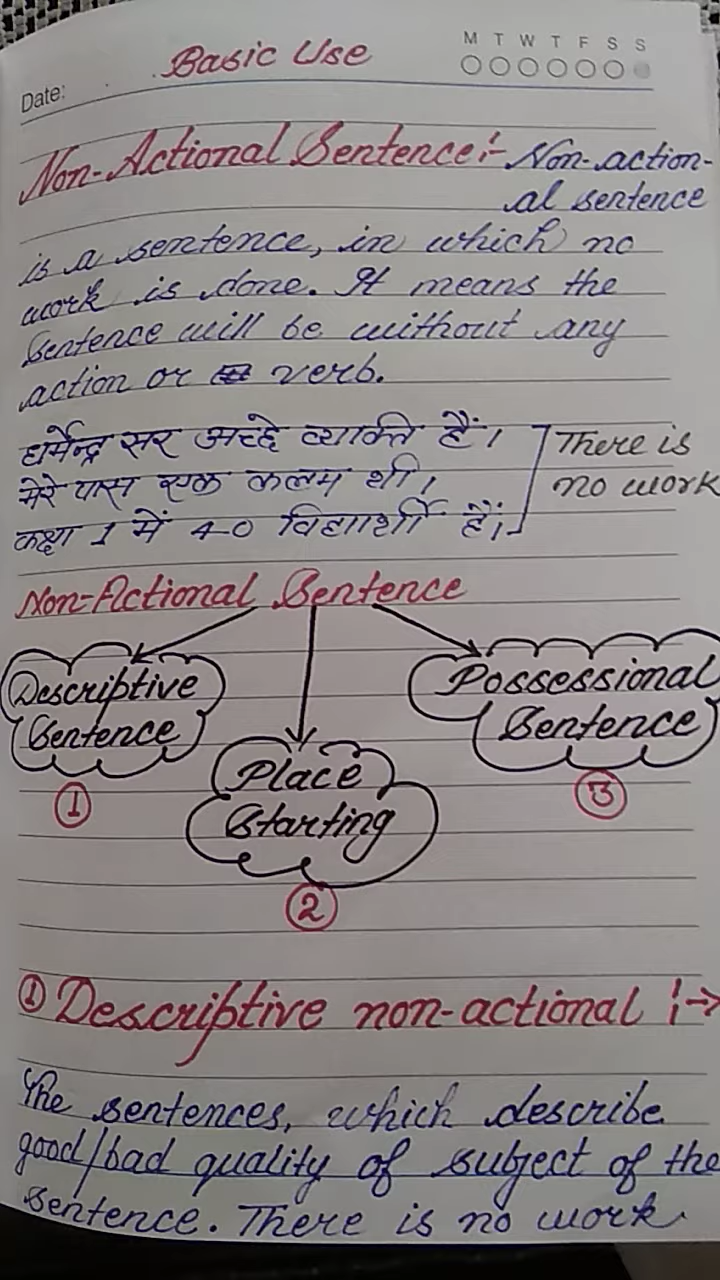 Basic Use
M T W T F S S
Date:
Non-Actional Sentence:- Non-action-
al sentence
is a sentence, in which no
work is done. It means the
Sentence will be without any
action or verb.
धर्मेन्द्र सर अच्छे व्याक्ति हैं।
मेरे पास एक कलम थी।
कक्षा 1 में 40 विद्यार्थी हैं।
There is
no work
Non-Actional Sentence
Descriptive
Sentence
1
Place
Starting
2
Possessional
Sentence
3
① Descriptive non-actional :→
The sentences, which describe
good/bad quality of subject of the
sentence. There is no work.